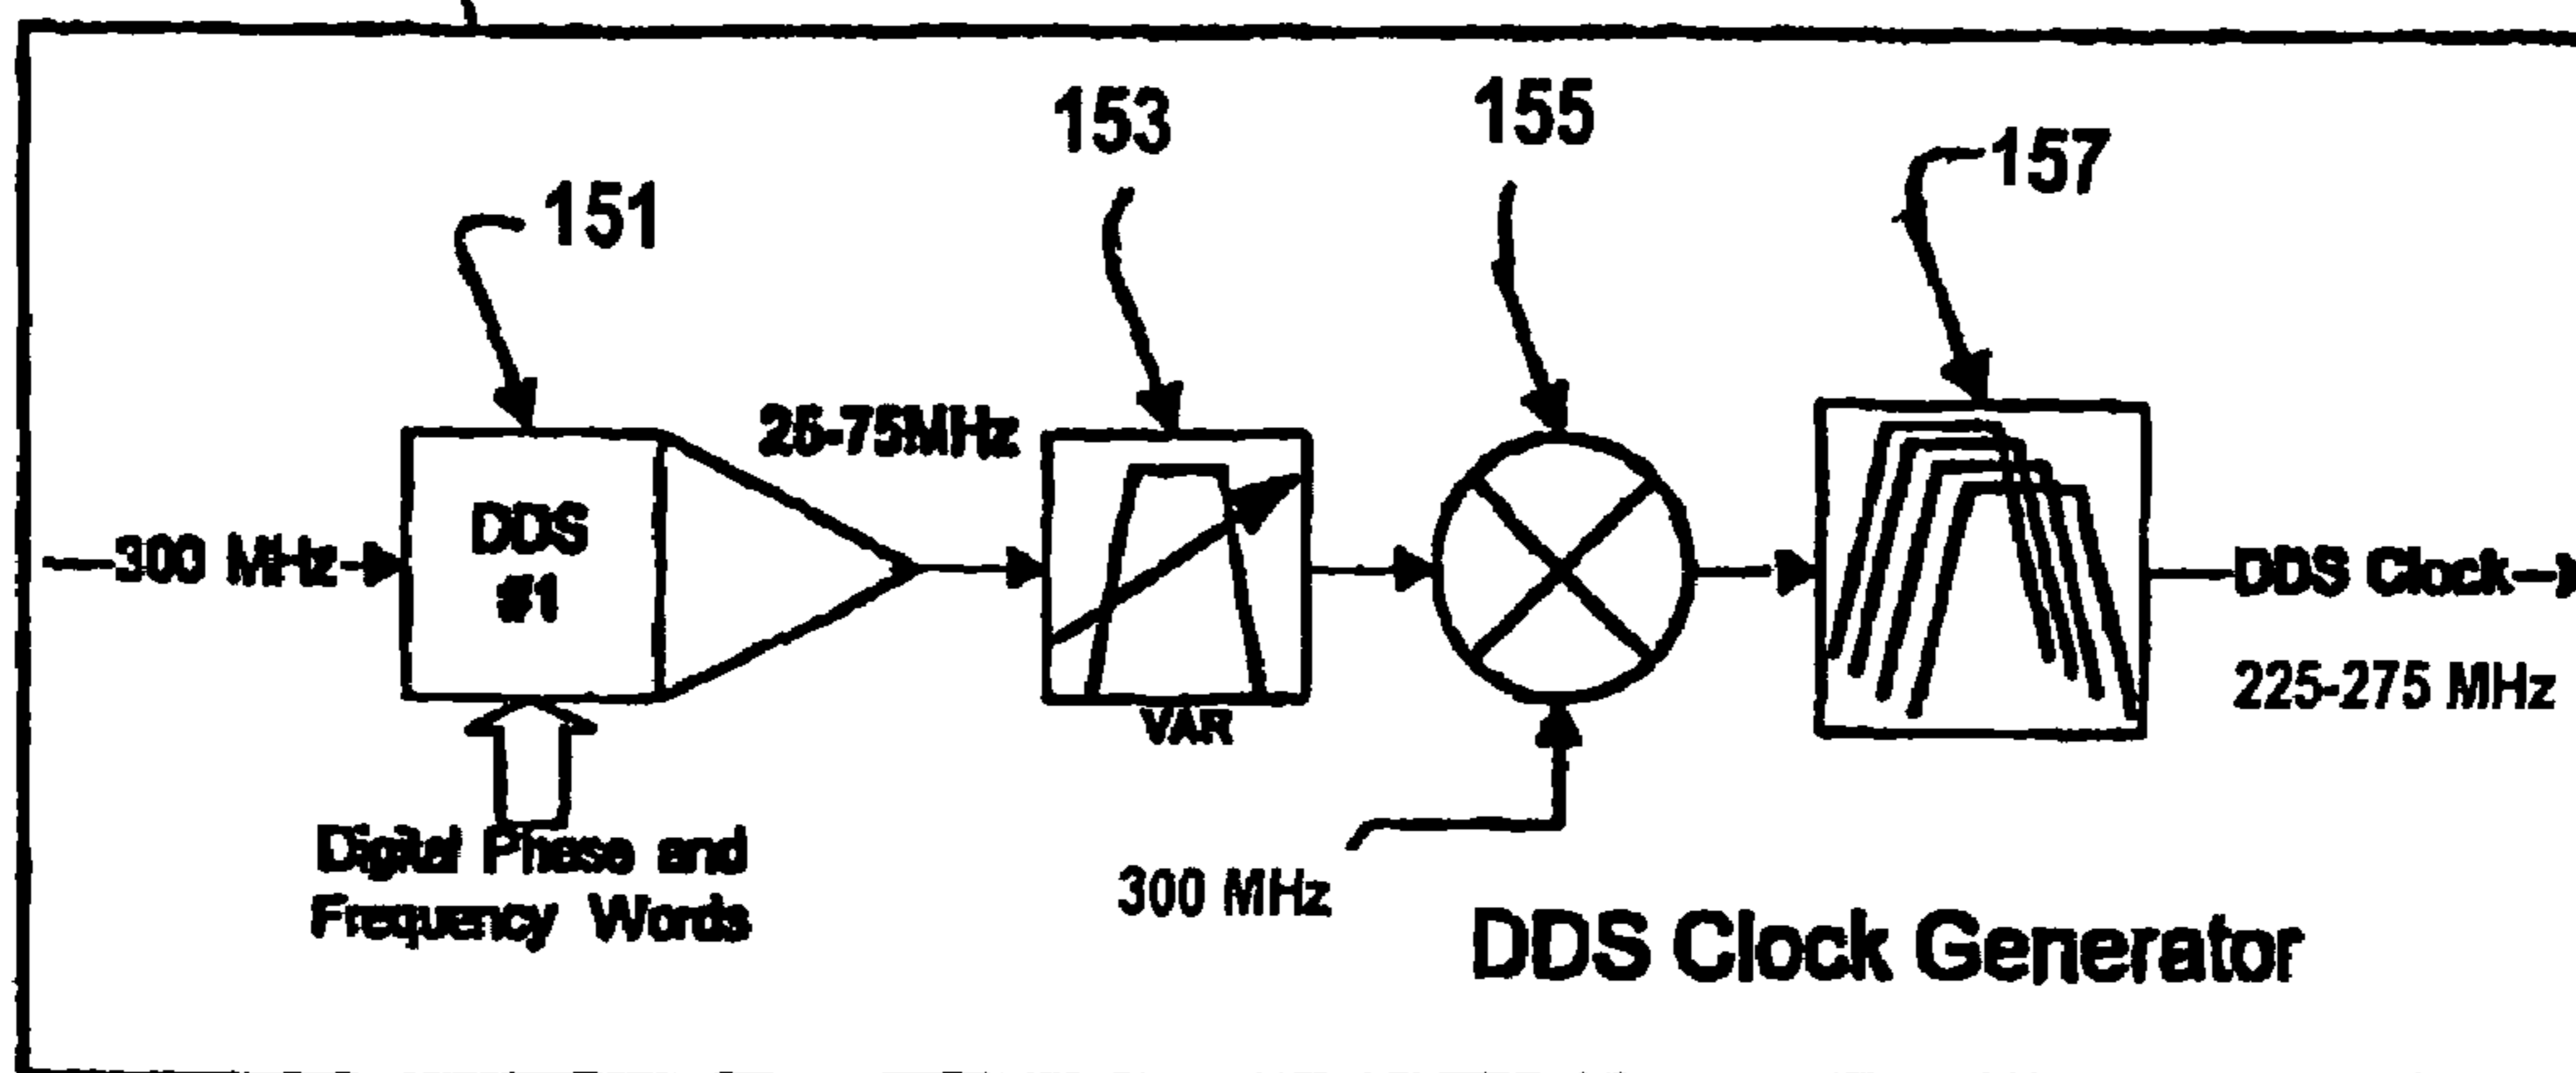 153
155
157
151
25-75MHz
300 MHz
DDS
#1
DDS Clock
225-275 MHz
VAR
Digital Phase and
Frequency Words
300 MHz
DDS Clock Generator